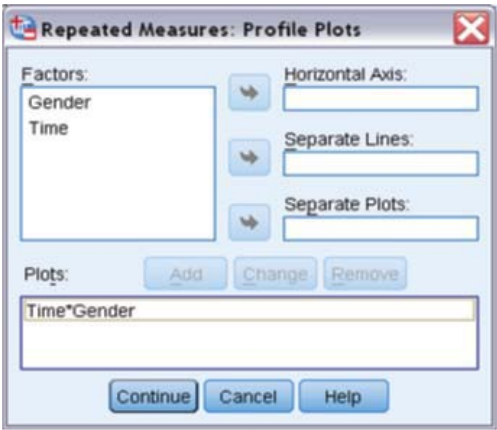 Repeated Measures: Profile Plots
Factors:
Gender
Time
Horizontal Axis:
Separate Lines:
Separate Plots:
Plots:
Add
Change
Remove
Time*Gender
Continue
Cancel
Help